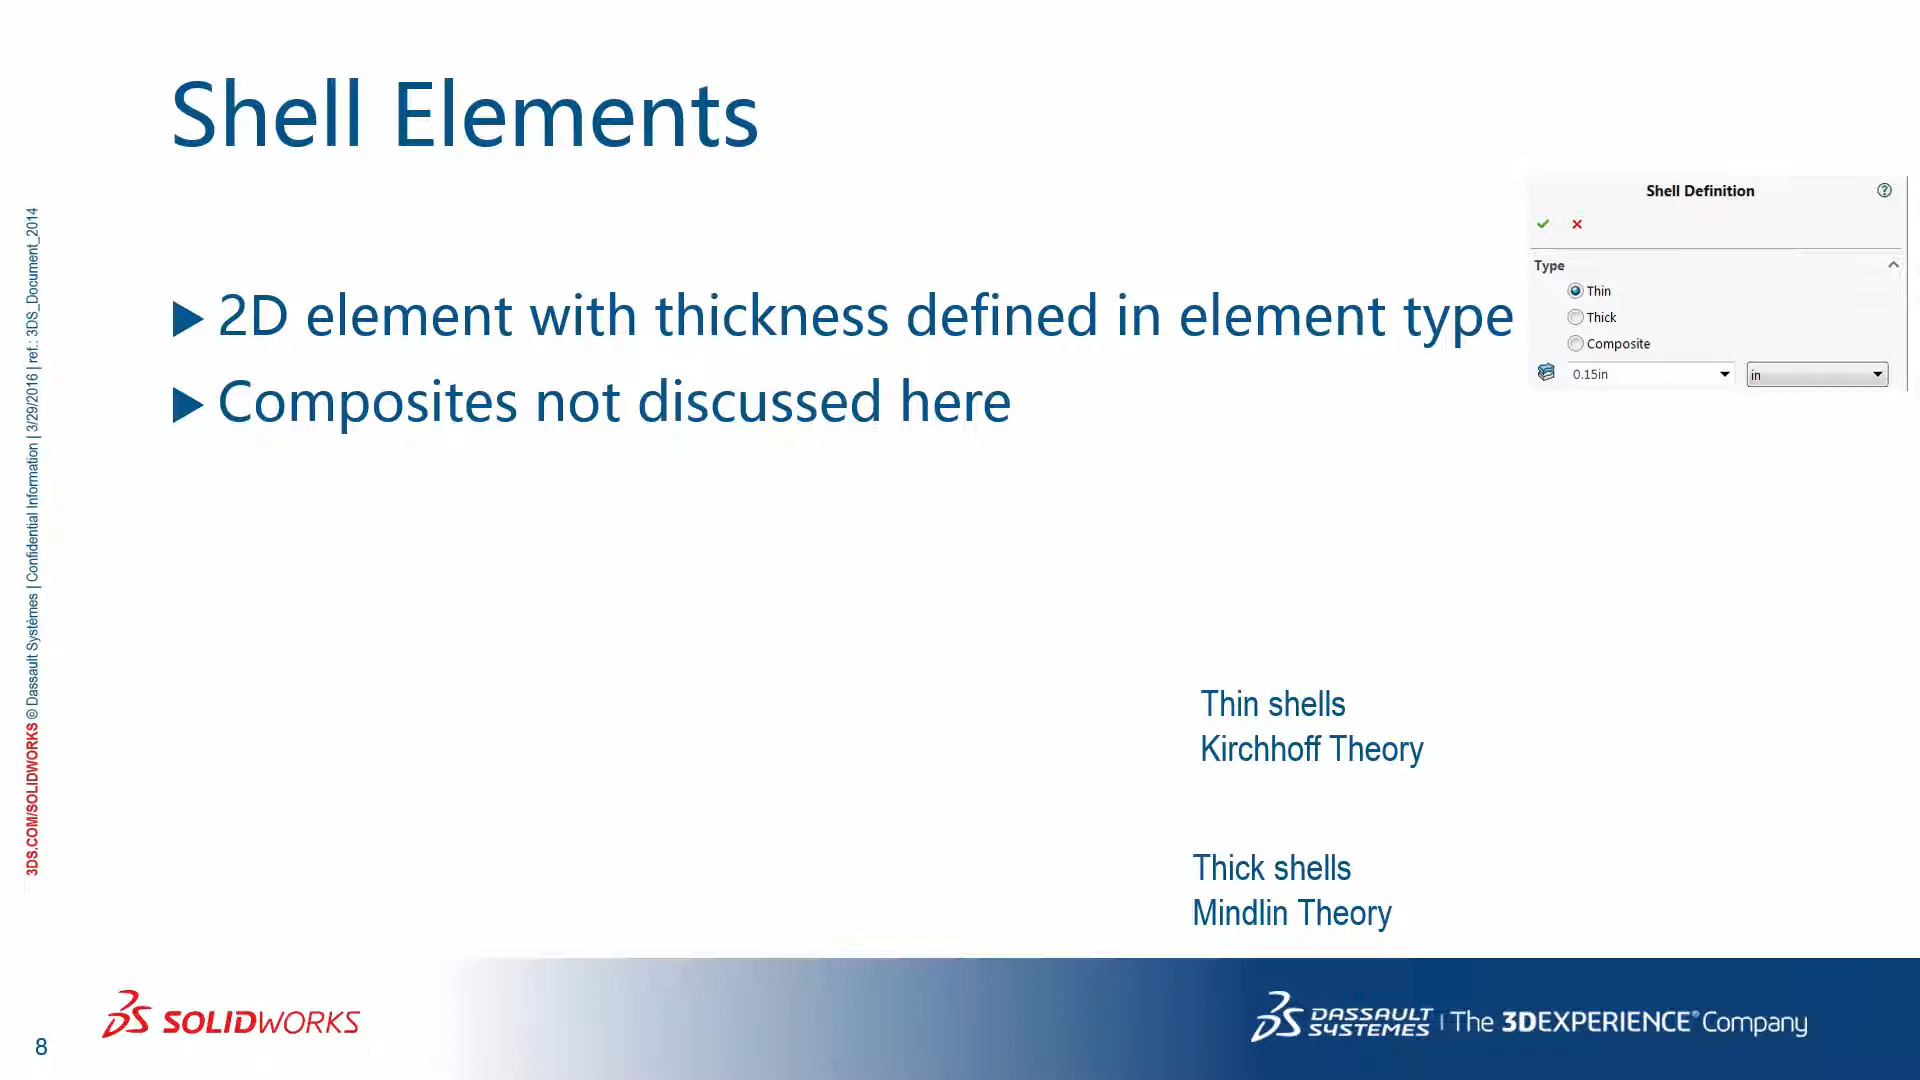 Shell Elements
2D element with thickness defined in element type
Composites not discussed here
Shell Definition
Type
Thin
Thick
Composite
0.15in
in
Thin shells
Kirchhoff Theory
Thick shells
Mindlin Theory
3DS.COM/SOLIDWORKS © Dassault Systèmes | Confidential Information | 3/29/2016 | ref.: 3DS_Document_2014
8
SOLIDWORKS
DASSAULT SYSTEMES | The 3DEXPERIENCE® Company